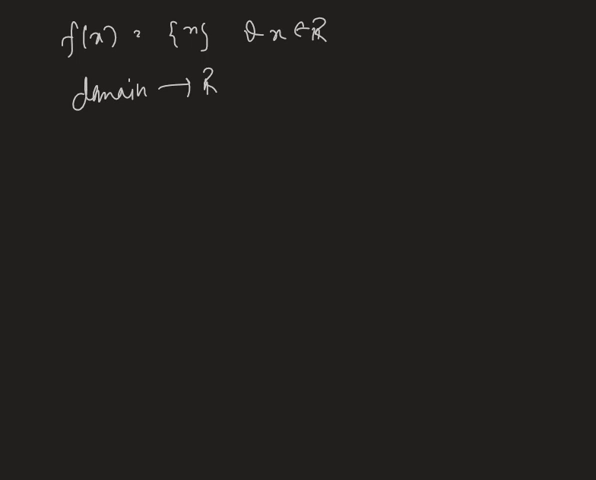 f(x) = {x} ∀ x ∈ ℝ
domain → ℝ